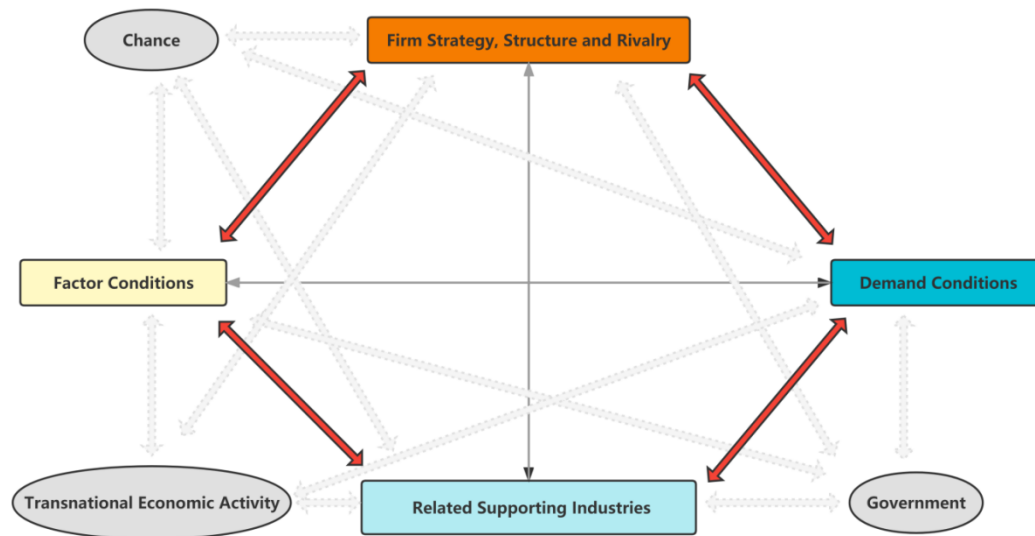 Chance
Firm Strategy, Structure and Rivalry
Factor Conditions
Demand Conditions
Transnational Economic Activity
Related Supporting Industries
Government